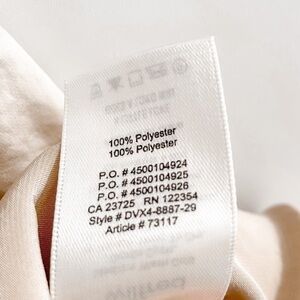 100% Polyester
100% Polyester
P.O. # 4500104924
P.O. # 4500104925
P.O. # 4500104926
CA 23725 RN 122354
Style # DVX4-8887-29
Article # 73117